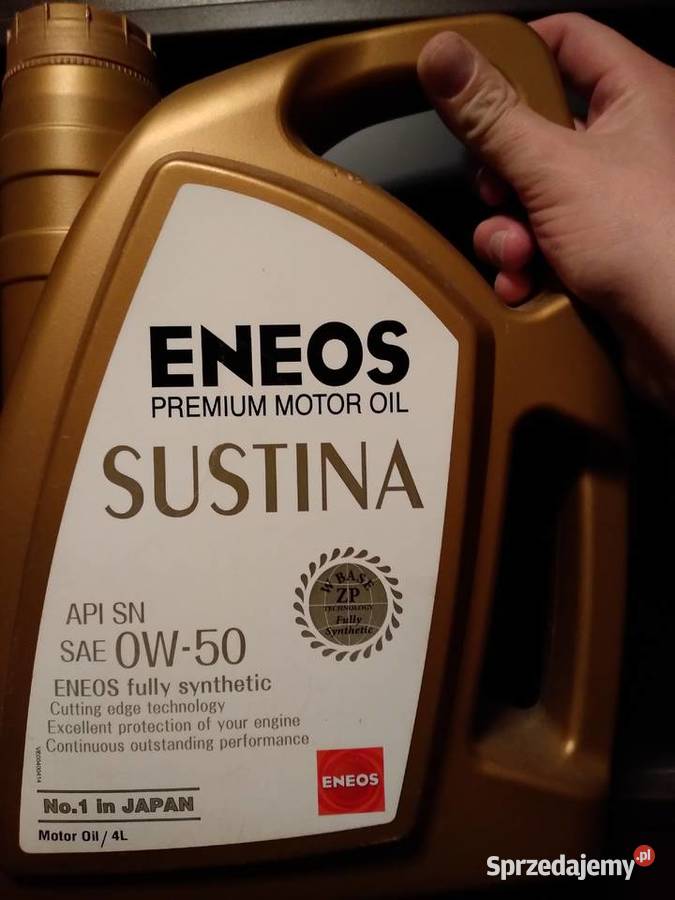 ENEOS
PREMIUM MOTOR OIL
SUSTINA
W BASE
ZP
TECHNOLOGY
Fully
Synthetic
API SN
SAE 0W-50
ENEOS fully synthetic
Cutting edge technology
Excellent protection of your engine
Continuous outstanding performance
ENEOS
No.1 in JAPAN
Motor Oil / 4L
Sprzedajemy.pl